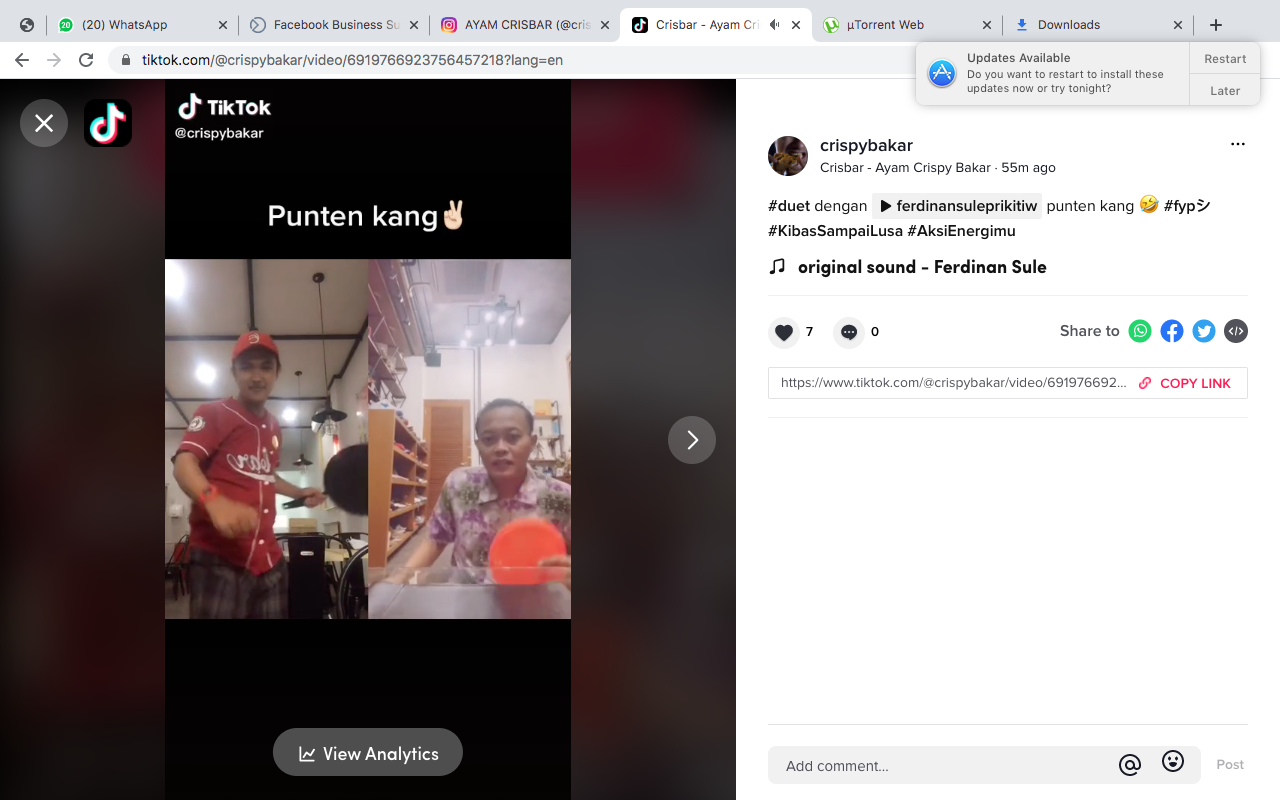 (20) WhatsApp
Facebook Business Su
AYAM CRISBAR (@cris
Crisbar - Ayam Cri
µTorrent Web
Downloads
tiktok.com/@crispybakar/video/6919766923756457218?lang=en
Updates Available
Do you want to restart to install these
updates now or try tonight?
Restart
Later
TikTok
@crispybakar
Punten kang✌🏻
View Analytics
crispybakar
Crisbar - Ayam Crispy Bakar · 55m ago
#duet dengan ▶ ferdinansuleprikitiw punten kang 🤣 #fypシ
#KibasSampaiLusa #AksiEnergimu
original sound - Ferdinan Sule
7
0
Share to
https://www.tiktok.com/@crispybakar/video/691976692...
COPY LINK
Add comment...
Post